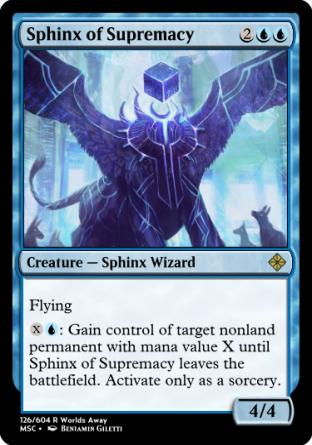 Sphinx of Supremacy 2
Creature — Sphinx Wizard
Flying
X : Gain control of target nonland
permanent with mana value X until
Sphinx of Supremacy leaves the
battlefield. Activate only as a sorcery.
126/604 R Worlds Away
MSC • Benjamin Giletti
4/4